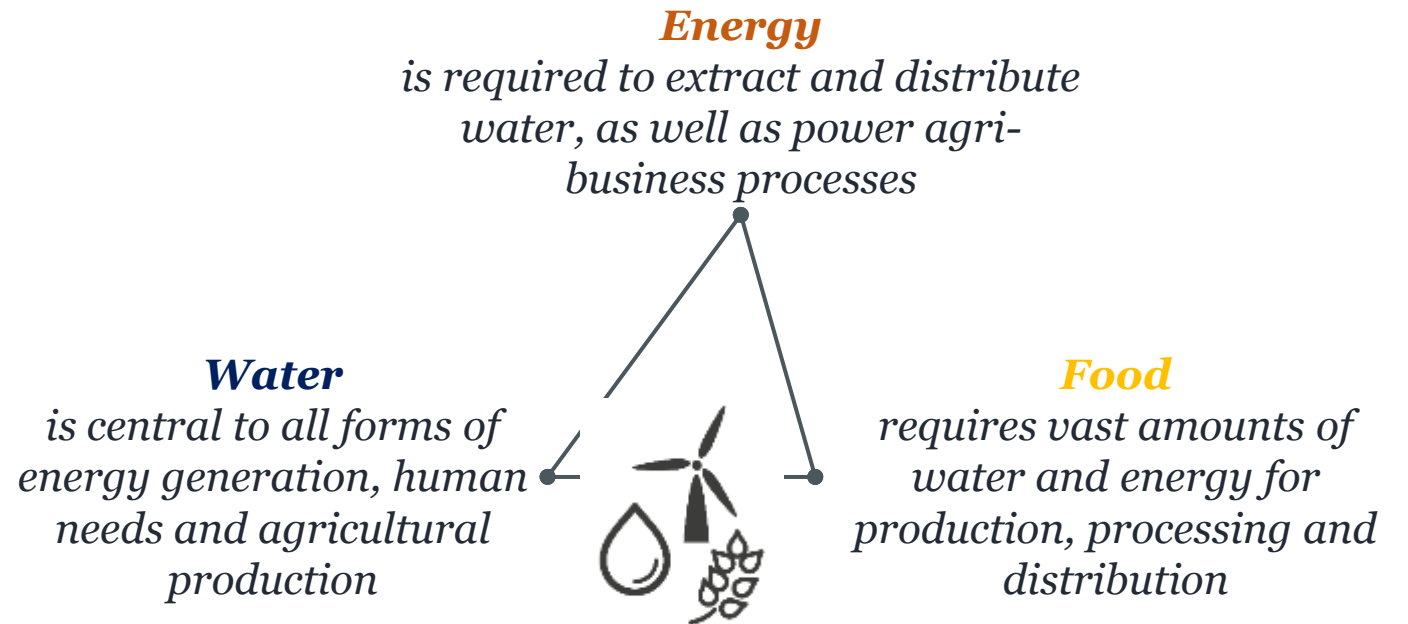 Energy
is required to extract and distribute
water, as well as power agri-
business processes
Water
is central to all forms of
energy generation, human
needs and agricultural
production
Food
requires vast amounts of
water and energy for
production, processing and
distribution